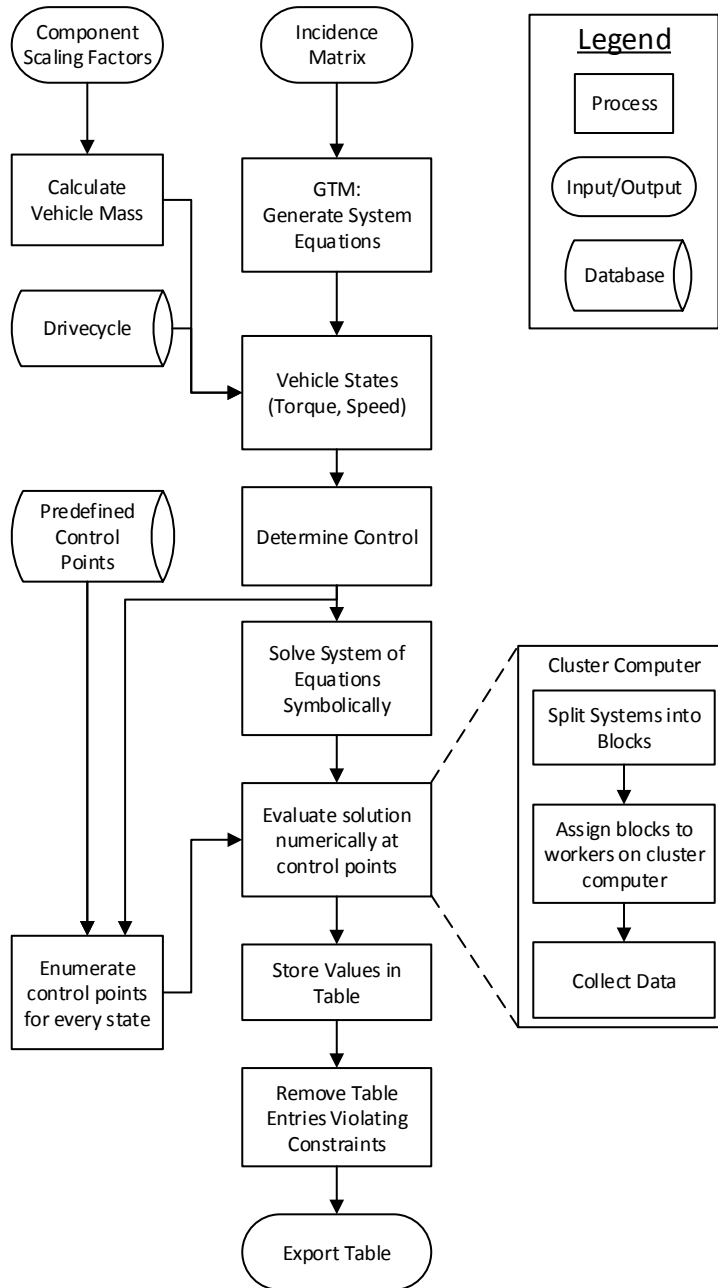 Component
Scaling Factors
Incidence
Matrix
Legend
Process
Input/Output
Database
Calculate
Vehicle Mass
GTM:
Generate System
Equations
Drivecycle
Vehicle States
(Torque, Speed)
Predefined
Control
Points
Determine Control
Solve System of
Equations
Symbolically
Cluster Computer
Split Systems into
Blocks
Evaluate solution
numerically at
control points
Assign blocks to
workers on cluster
computer
Enumerate
control points
for every state
Store Values in
Table
Collect Data
Remove Table
Entries Violating
Constraints
Export Table